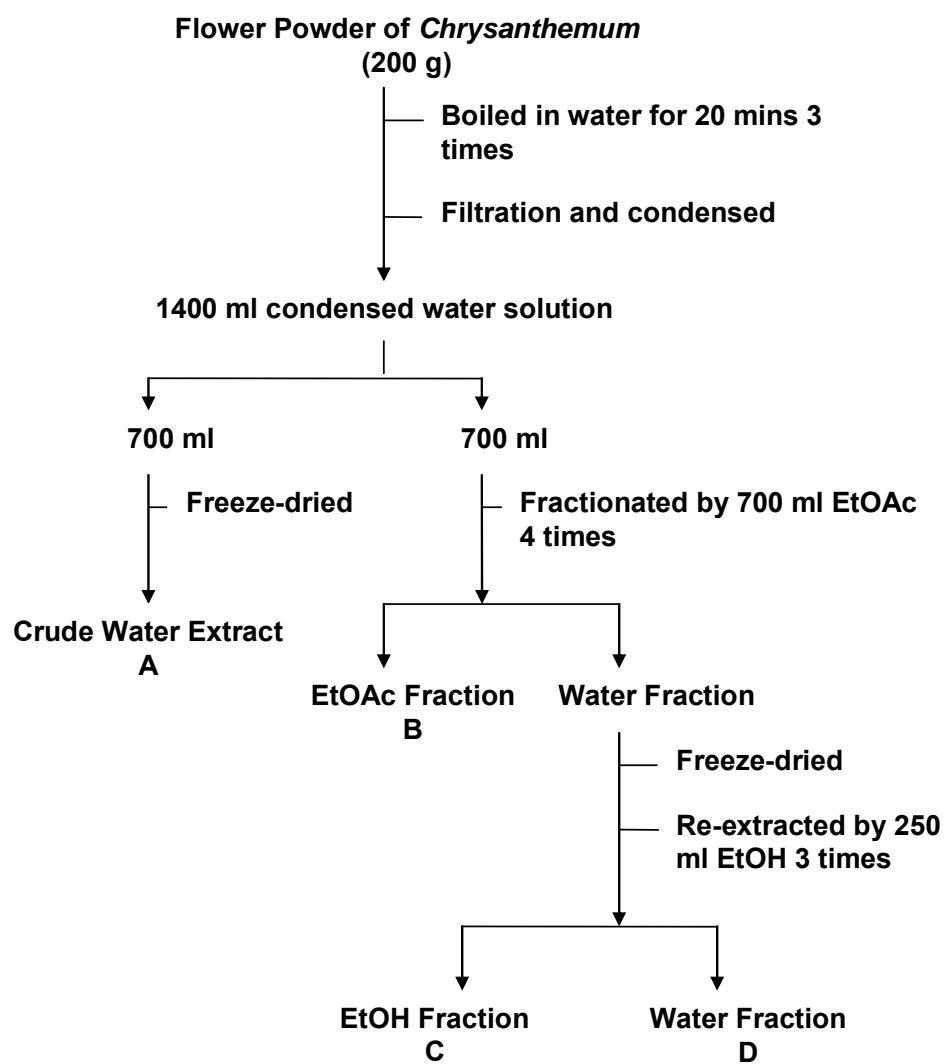 Flower Powder of Chrysanthemum
(200 g)
Boiled in water for 20 mins 3
times
Filtration and condensed
1400 ml condensed water solution
700 ml
700 ml
Freeze-dried
Fractionated by 700 ml EtOAc
4 times
Crude Water Extract
A
EtOAc Fraction
B
Water Fraction
Freeze-dried
Re-extracted by 250
ml EtOH 3 times
EtOH Fraction
C
Water Fraction
D